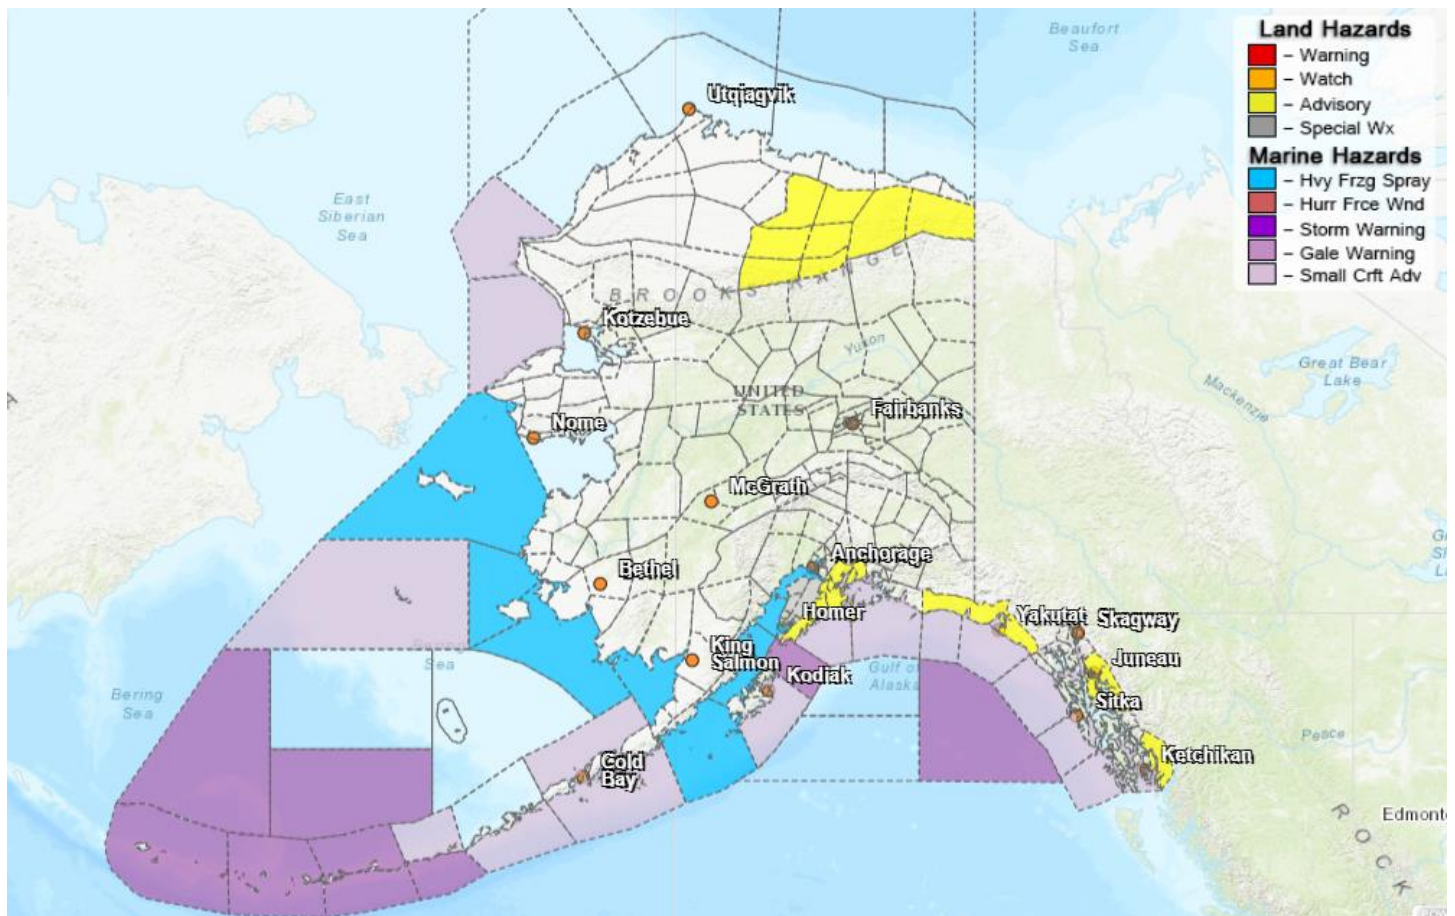 Land Hazards
– Warning
– Watch
– Advisory
– Special Wx
Marine Hazards
– Hvy Frzg Spray
– Hurr Frce Wnd
– Storm Warning
– Gale Warning
– Small Crft Adv
Beaufort
Sea
Utqiagvik
East
Siberian
Sea
BROOKS RANGE
Kotzebue
Yukon
Great Bear
Lake
Mackenzie
UNITED
STATES
Fairbanks
Nome
McGrath
Anchorage
Bethel
Homer
Yakutat
Skagway
King
Salmon
Juneau
Sea
Kodiak
Gulf of
Alaska
Bering
Sea
Sitka
Peace
Ketchikan
Cold
Bay
Edmont
ROCK